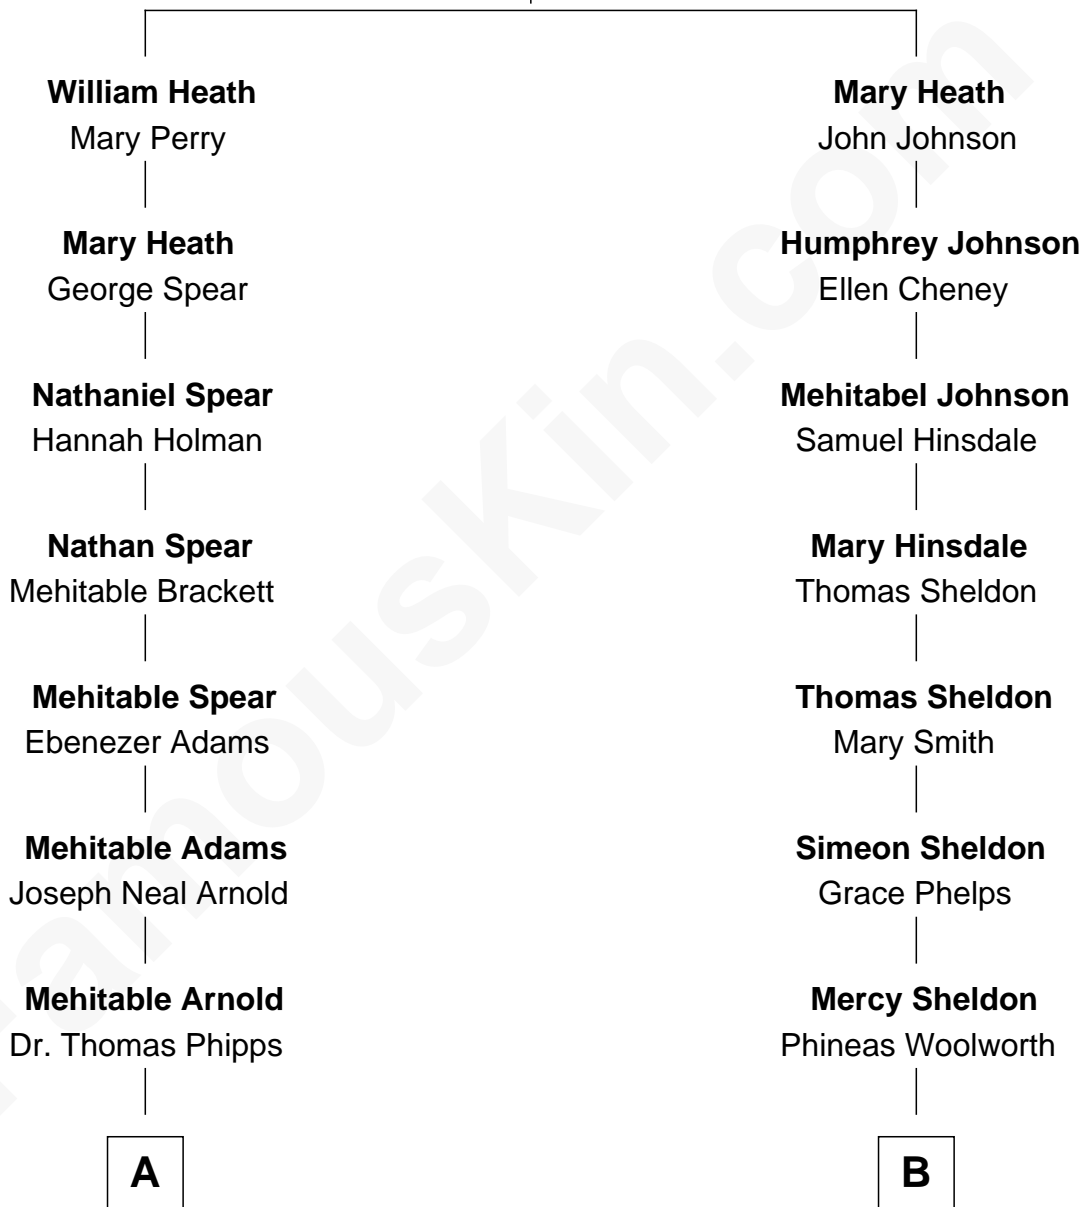 William Heath
Mary Perry
Mary Heath
George Spear
Nathaniel Spear
Hannah Holman
Nathan Spear
Mehitable Brackett
Mehitable Spear
Ebenezer Adams
Mehitable Adams
Joseph Neal Arnold
Mehitable Arnold
Dr. Thomas Phipps
A
Mary Heath
John Johnson
Humphrey Johnson
Ellen Cheney
Mehitabel Johnson
Samuel Hinsdale
Mary Hinsdale
Thomas Sheldon
Thomas Sheldon
Mary Smith
Simeon Sheldon
Grace Phelps
Mercy Sheldon
Phineas Woolworth
B
FamousKin.com